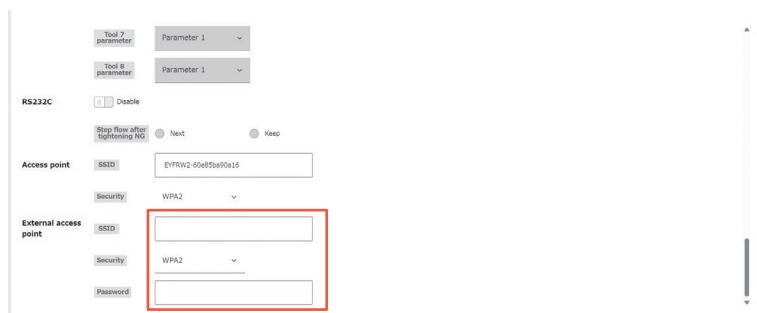 Tool 7
parameter
Parameter 1
Tool 8
parameter
Parameter 1
RS232C
Disable
Step flow after
tightening NG
Next
Keep
Access point
SSID
EYFRW2-60e85ba90a16
Security
WPA2
External access
point
SSID
Security
WPA2
Password